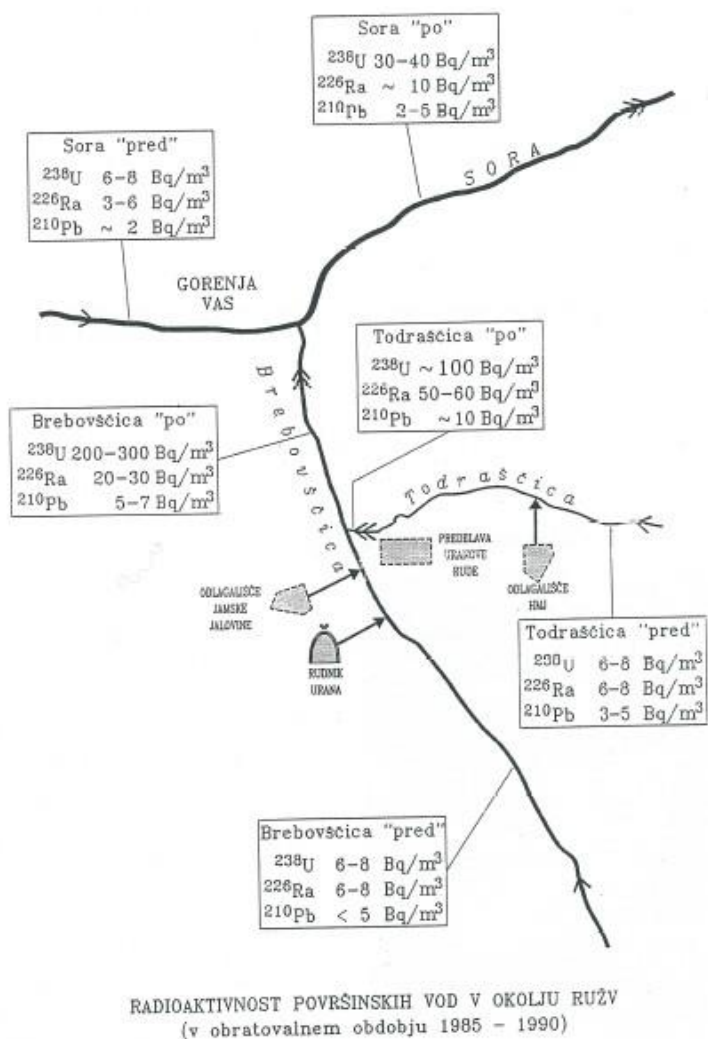 Sora "po"
²³⁸U 30-40 Bq/m³
²²⁶Ra ~ 10 Bq/m³
²¹⁰Pb 2-5 Bq/m³
Sora "pred"
²³⁸U 6-8 Bq/m³
²²⁶Ra 3-6 Bq/m³
²¹⁰Pb ~ 2 Bq/m³
SORA
GORENJA
VAS
Todraščica "po"
²³⁸U ~100 Bq/m³
²²⁶Ra 50-60 Bq/m³
²¹⁰Pb ~10 Bq/m³
Brebovščica
Brebovščica "po"
²³⁸U 200-300 Bq/m³
²²⁶Ra 20-30 Bq/m³
²¹⁰Pb 5-7 Bq/m³
Todraščica
PREDELAVA
URANOVE
RUDE
ODLAGALIŠČE
JAMSKE
JALOVINE
ODLAGALIŠČE
HMJ
RUDNIK
URANA
Todraščica "pred"
²³⁸U 6-8 Bq/m³
²²⁶Ra 6-8 Bq/m³
²¹⁰Pb 3-5 Bq/m³
Brebovščica "pred"
²³⁸U 6-8 Bq/m³
²²⁶Ra 6-8 Bq/m³
²¹⁰Pb < 5 Bq/m³
RADIOAKTIVNOST POVRŠINSKIH VOD V OKOLJU RUŽV
(v obratovalnem obdobju 1985 - 1990)